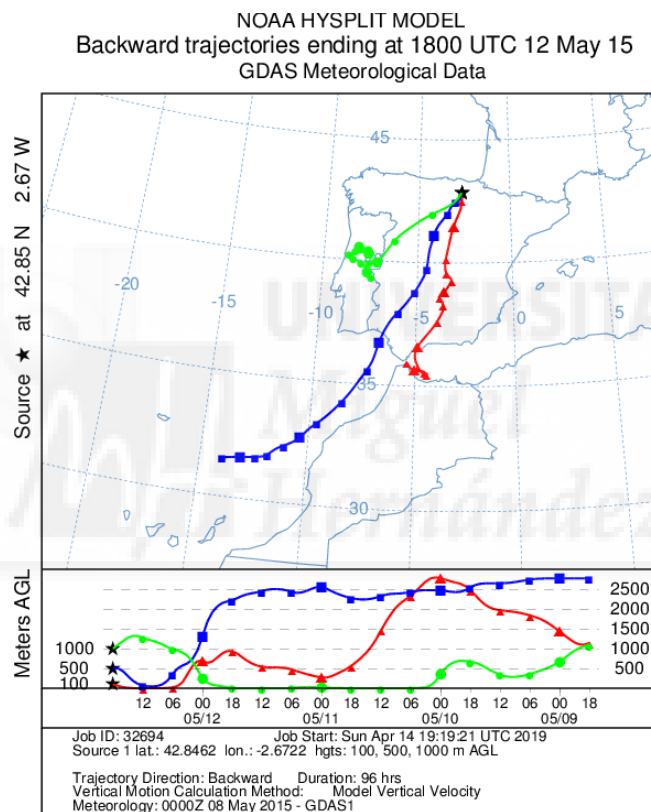 NOAA HYSPLIT MODEL
Backward trajectories ending at 1800 UTC 12 May 15
GDAS Meteorological Data
Source ★ at 42.85 N 2.67 W
45
-20
-15
-10
-5
0
5
35
30
UNIVERSITA
Miguel
Hernández
Meters AGL
1000
500
100
2500
2000
1500
1000
500
12 06 00 18 12 06 00 18 12 06 00 18 12 06 00 18
05/12 05/11 05/10 05/09
Job ID: 32694 Job Start: Sun Apr 14 19:19:21 UTC 2019
Source 1 lat.: 42.8462 lon.: -2.6722 hgts: 100, 500, 1000 m AGL
Trajectory Direction: Backward Duration: 96 hrs
Vertical Motion Calculation Method: Model Vertical Velocity
Meteorology: 0000Z 08 May 2015 - GDAS1